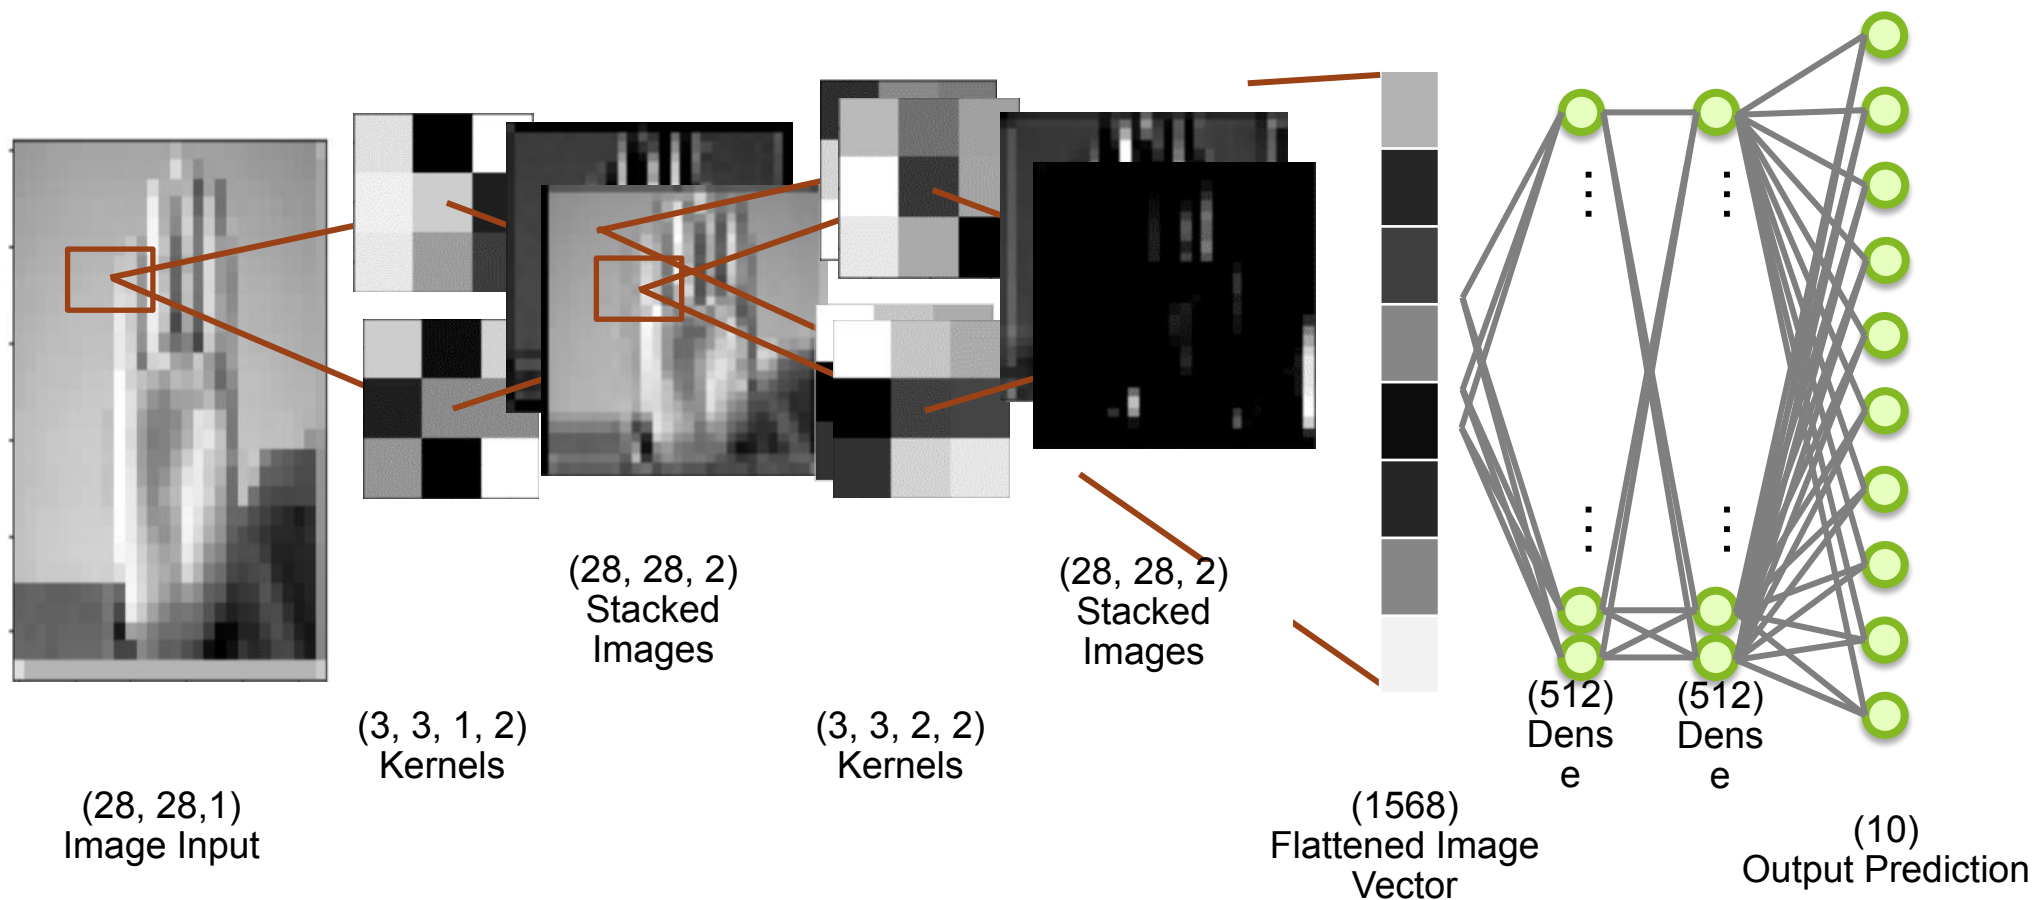 (28, 28,1)
Image Input
(3, 3, 1, 2)
Kernels
(28, 28, 2)
Stacked
Images
(3, 3, 2, 2)
Kernels
(28, 28, 2)
Stacked
Images
(1568)
Flattened Image
Vector
(512)
Dens
e
(512)
Dens
e
(10)
Output Prediction